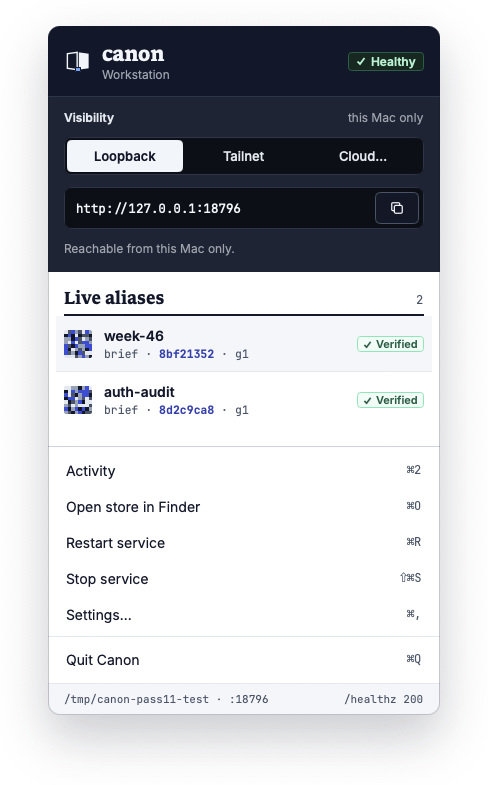 canon
Workstation
Healthy
Visibility
this Mac only
Loopback
Tailnet
Cloud...
http://127.0.0.1:18796
Reachable from this Mac only.
Live aliases
2
week-46
brief · 8bf21352 · g1
Verified
auth-audit
brief · 8d2c9ca8 · g1
Verified
Activity ⌘2
Open store in Finder ⌘O
Restart service ⌘R
Stop service ⇧⌘S
Settings... ⌘,
Quit Canon ⌘Q
/tmp/canon-pass11-test · :18796
/healthz 200